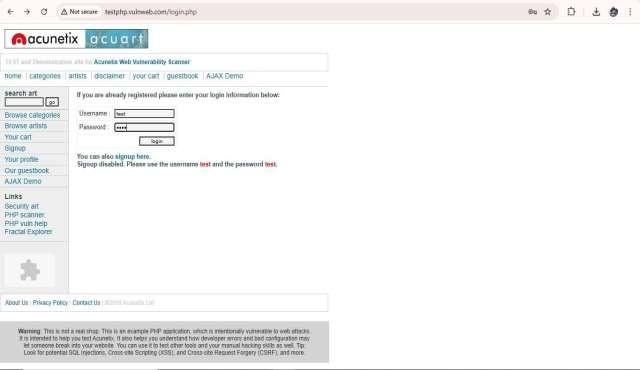 Not secure testphp.vulnweb.com/login.php
acunetix acuart
TEST and Demonstration site for Acunetix Web Vulnerability Scanner
home | categories | artists | disclaimer | your cart | guestbook | AJAX Demo
search art
go
Browse categories
Browse artists
Your cart
Signup
Your profile
Our guestbook
AJAX Demo
Links
Security art
PHP scanner
PHP vuln help
Fractal Explorer
If you are already registered please enter your login information below:
Username : test
Password : ••••
login
You can also signup here.
Signup disabled. Please use the username test and the password test.
About Us | Privacy Policy | Contact Us | ©2019 Acunetix Ltd
Warning: This is not a real shop. This is an example PHP application, which is intentionally vulnerable to web attacks.
It is intended to help you test Acunetix. It also helps you understand how developer errors and bad configuration may
let someone break into your website. You can use it to test other tools and your manual hacking skills as well. Tip:
Look for potential SQL Injections, Cross-site Scripting (XSS), and Cross-site Request Forgery (CSRF), and more.